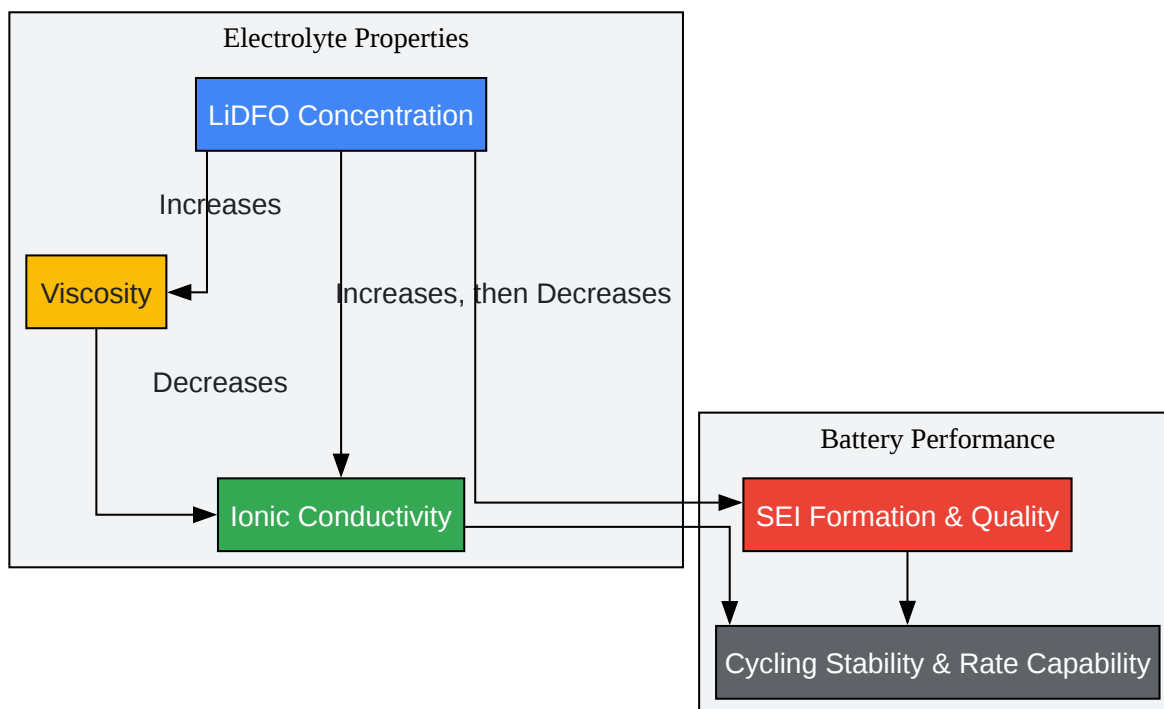 Electrolyte Properties
LiDFO Concentration
Increases
Viscosity
Increases, then Decreases
Decreases
Ionic Conductivity
Battery Performance
SEI Formation & Quality
Cycling Stability & Rate Capability